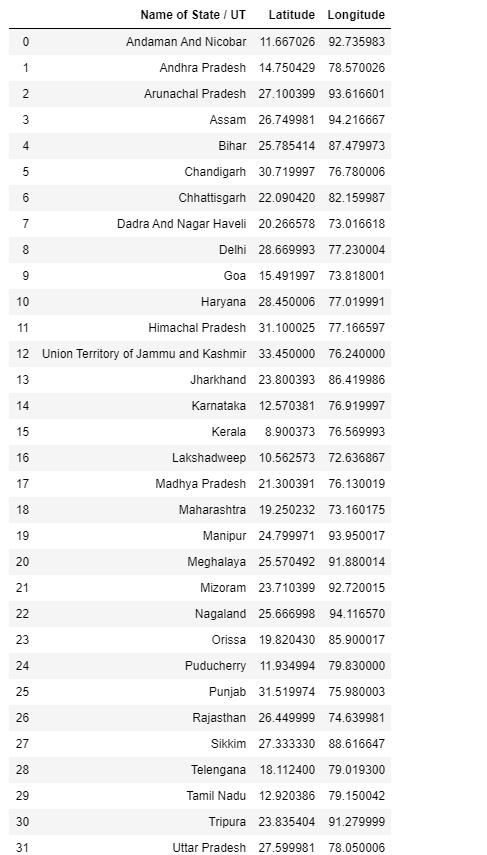 Name of State / UT Latitude Longitude
0 Andaman And Nicobar 11.667026 92.735983
1 Andhra Pradesh 14.750429 78.570026
2 Arunachal Pradesh 27.100399 93.616601
3 Assam 26.749981 94.216667
4 Bihar 25.785414 87.479973
5 Chandigarh 30.719997 76.780006
6 Chhattisgarh 22.090420 82.159987
7 Dadra And Nagar Haveli 20.266578 73.016618
8 Delhi 28.669993 77.230004
9 Goa 15.491997 73.818001
10 Haryana 28.450006 77.019991
11 Himachal Pradesh 31.100025 77.166597
12 Union Territory of Jammu and Kashmir 33.450000 76.240000
13 Jharkhand 23.800393 86.419986
14 Karnataka 12.570381 76.919997
15 Kerala 8.900373 76.569993
16 Lakshadweep 10.562573 72.636867
17 Madhya Pradesh 21.300391 76.130019
18 Maharashtra 19.250232 73.160175
19 Manipur 24.799971 93.950017
20 Meghalaya 25.570492 91.880014
21 Mizoram 23.710399 92.720015
22 Nagaland 25.666998 94.116570
23 Orissa 19.820430 85.900017
24 Puducherry 11.934994 79.830000
25 Punjab 31.519974 75.980003
26 Rajasthan 26.449999 74.639981
27 Sikkim 27.333330 88.616647
28 Telengana 18.112400 79.019300
29 Tamil Nadu 12.920386 79.150042
30 Tripura 23.835404 91.279999
31 Uttar Pradesh 27.599981 78.050006